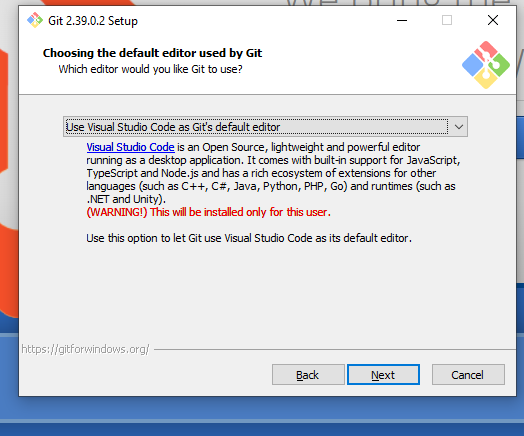 we bring the
Git 2.39.0.2 Setup
Choosing the default editor used by Git
Which editor would you like Git to use?
Use Visual Studio Code as Git's default editor
Visual Studio Code is an Open Source, lightweight and powerful editor
running as a desktop application. It comes with built-in support for JavaScript,
TypeScript and Node.js and has a rich ecosystem of extensions for other
languages (such as C++, C#, Java, Python, PHP, Go) and runtimes (such as
.NET and Unity).
(WARNING!) This will be installed only for this user.
Use this option to let Git use Visual Studio Code as its default editor.
https://gitforwindows.org/
Back Next Cancel